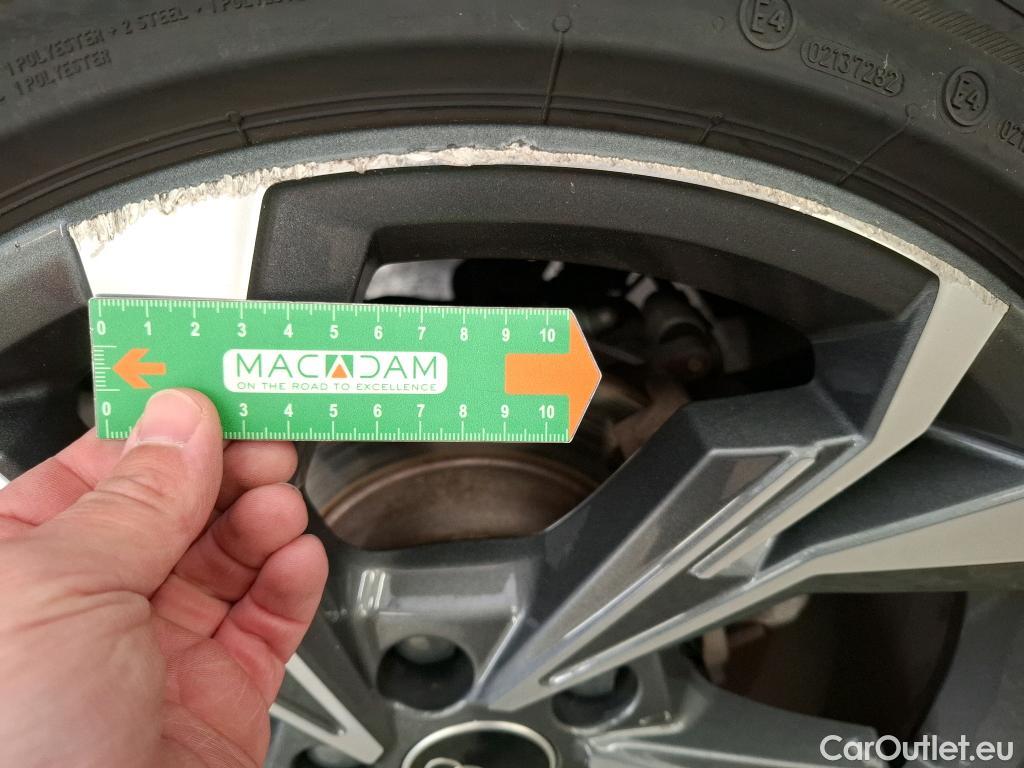 1 POLYESTER + 2 STEEL + 1 POLYESTER
1 POLYESTER
E4
02137282
E4
021
0 1 2 3 4 5 6 7 8 9 10
MACADAM
ON THE ROAD TO EXCELLENCE
0 3 4 5 6 7 8 9 10
CarOutlet.eu